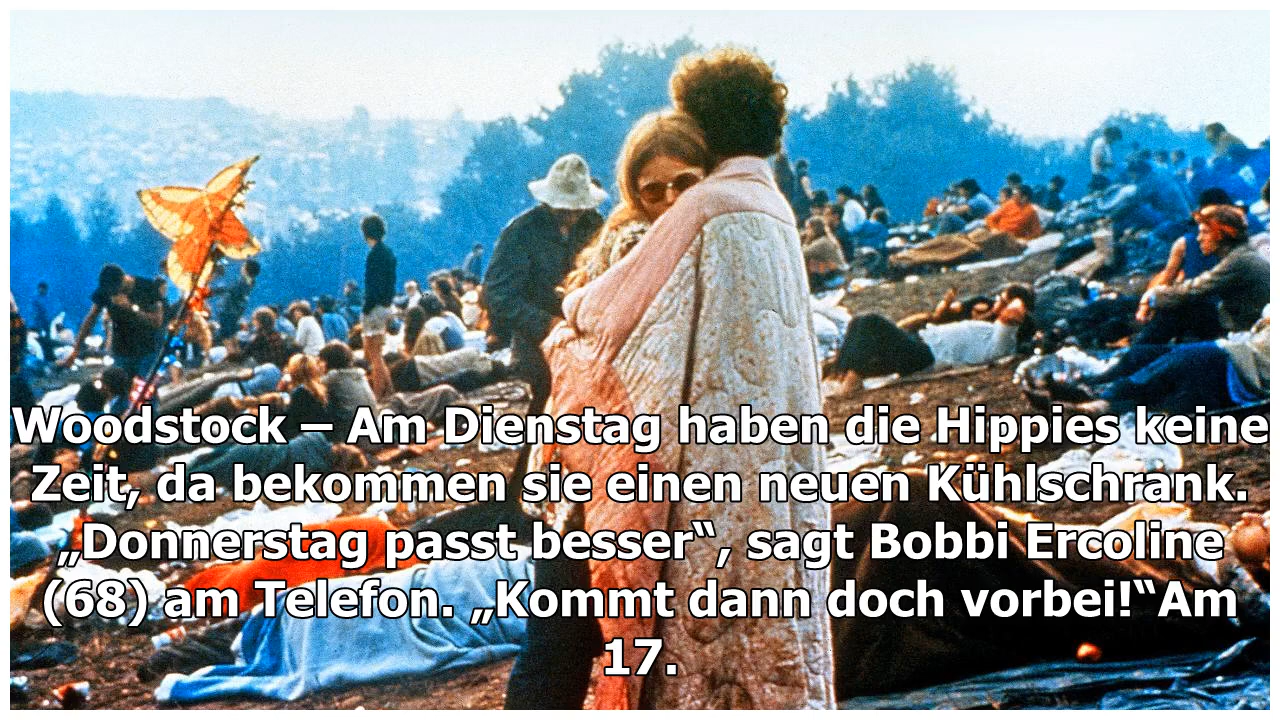 Woodstock – Am Dienstag haben die Hippies keine
Zeit, da bekommen sie einen neuen Kühlschrank.
„Donnerstag passt besser“, sagt Bobbi Ercoline
(68) am Telefon. „Kommt dann doch vorbei!“Am
17.